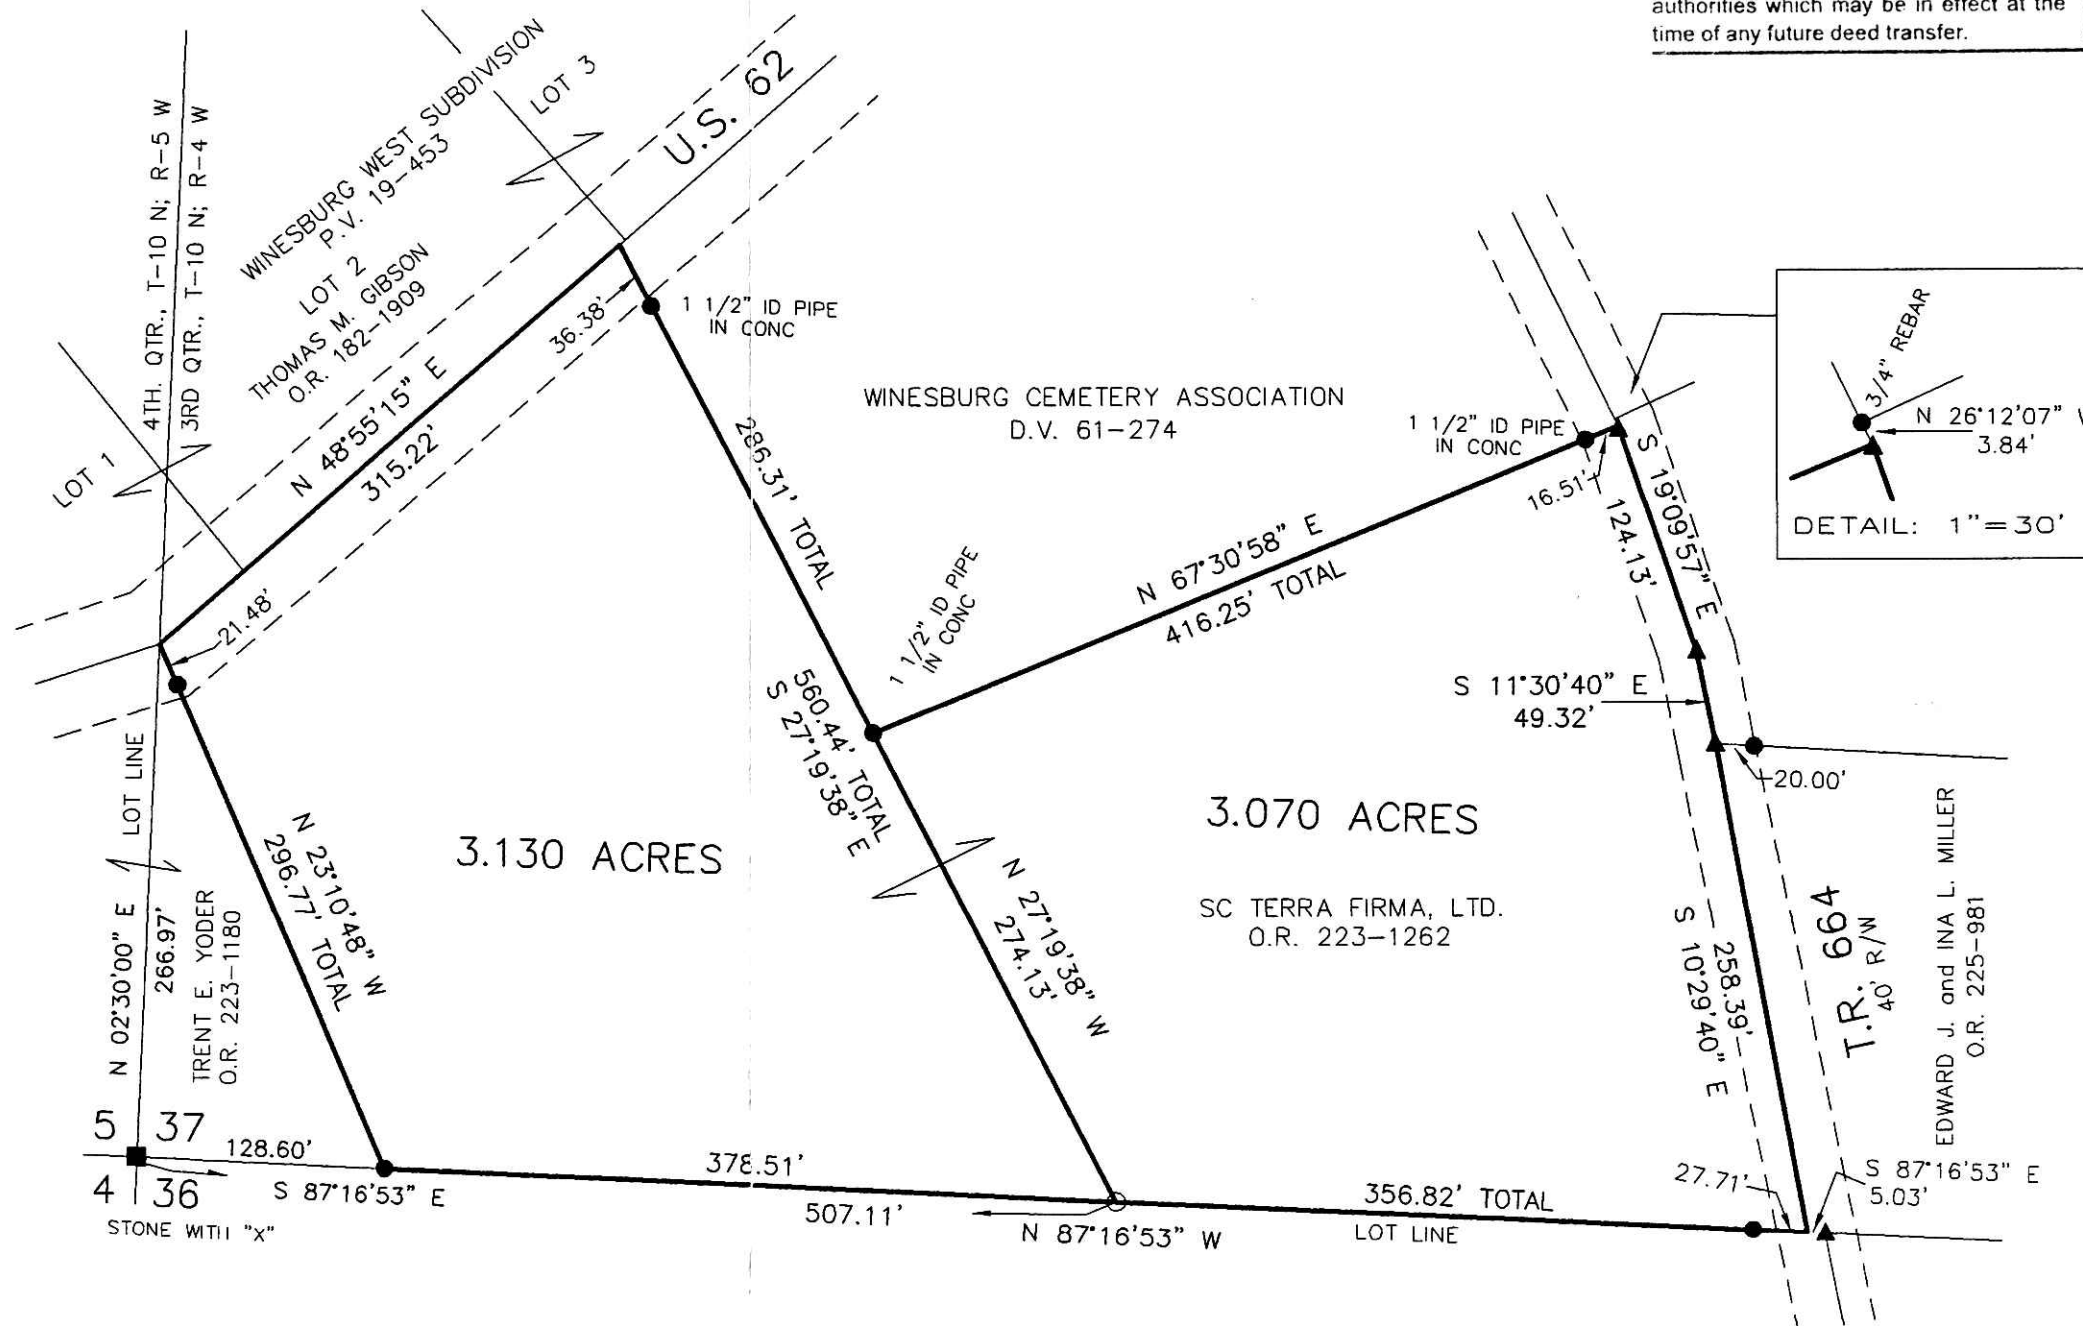 authorities which may be in effect at the
time of any future deed transfer.
4TH. QTR., T-10 N; R-5 W
3RD QTR., T-10 N; R-4 W
WINESBURG WEST SUBDIVISION
P.V. 19-453
LOT 3
U.S. 62
LOT 2
THOMAS M. GIBSON
O.R. 182-1909
LOT 1
N 48°55'15" E
315.22'
36.38'
1 1/2" ID PIPE
IN CONC
286.31' TOTAL
WINESBURG CEMETERY ASSOCIATION
D.V. 61-274
1 1/2" ID PIPE
IN CONC
16.51'
S 19°09'57" E
124.13'
3/4" REBAR
N 26°12'07"
3.84'
DETAIL: 1"=30'
N 67°30'58" E
416.25' TOTAL
1 1/2" ID PIPE
IN CONC
21.48'
LOT LINE
S 11°30'40" E
49.32'
20.00'
560.44' TOTAL
S 27°19'38" E
3.130 ACRES
3.070 ACRES
SC TERRA FIRMA, LTD.
O.R. 223-1262
N 23°10'48" W
296.77' TOTAL
N 27°19'38" W
274.13'
N 02°30'00" E
266.97'
TRENT E. YODER
O.R. 223-1180
258.39'
S 10°29'40" E
T.R. 664
40' R/W
EDWARD J. and INA L. MILLER
O.R. 225-981
5 37
4 36
STONE WITH "X"
128.60'
S 87°16'53" E
378.51'
507.11'
N 87°16'53" W
356.82' TOTAL
LOT LINE
27.71'
S 87°16'53" E
5.03'